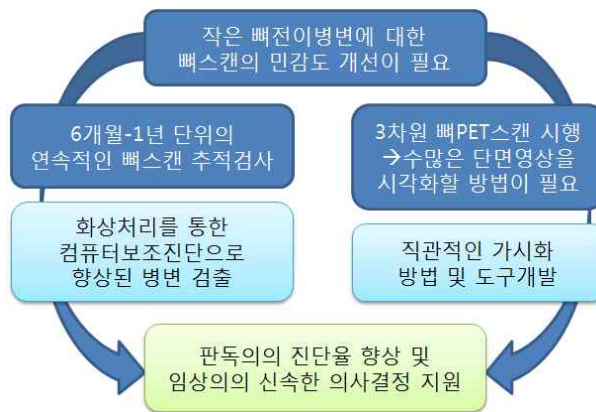 작은 뼈전이병변에 대한
뼈스캔의 민감도 개선이 필요
6개월-1년 단위의
연속적인 뼈스캔 추적검사
화상처리를 통한
컴퓨터보조진단으로
향상된 병변 검출
3차원 뼈PET스캔 시행
→수많은 단면영상을
시각화할 방법이 필요
직관적인 가시화
방법 및 도구개발
판독의의 진단율 향상 및
임상의의 신속한 의사결정 지원